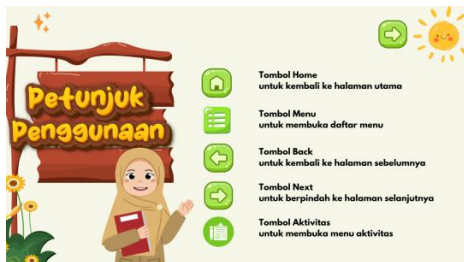 Petunjuk
Penggunaan
Tombol Home
untuk kembali ke halaman utama
Tombol Menu
untuk membuka daftar menu
Tombol Back
untuk kembali ke halaman sebelumnya
Tombol Next
untuk berpindah ke halaman selanjutnya
Tombol Aktivitas
untuk membuka menu aktivitas